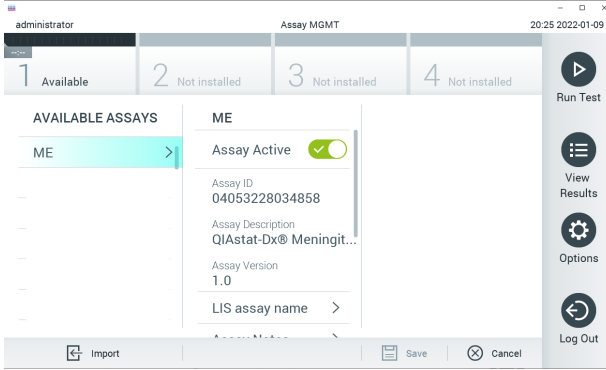 administrator
Assay MGMT
20:25 2022-01-09
--:--
1 Available
2 Not installed
3 Not installed
4 Not installed
Run Test
View
Results
Options
Log Out
AVAILABLE ASSAYS
ME
ME
Assay Active
Assay ID
04053228034858
Assay Description
QIAstat-Dx® Meningit...
Assay Version
1.0
LIS assay name
Import
Save
Cancel